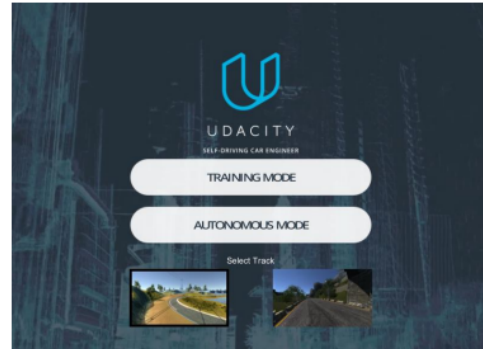 UDACITY
SELF-DRIVING CAR ENGINEER
TRAINING MODE
AUTONOMOUS MODE
Select Track